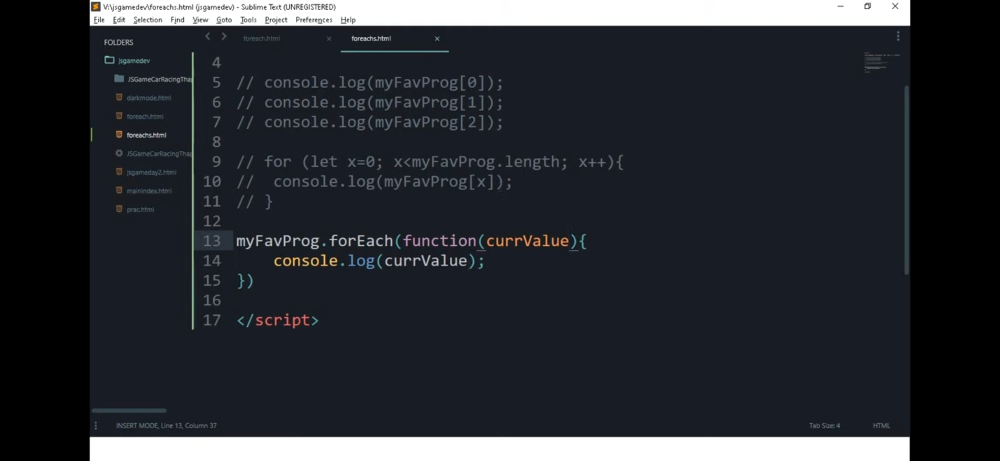 V:\jsgamedev\foreachs.html (jsgamedev) - Sublime Text (UNREGISTERED)
File Edit Selection Find View Goto Tools Project Preferences Help
FOLDERS
jsgamedev
JSGameCarRacingThap
darkmode.html
foreach.html
foreachs.html
JSGameCarRacingThap
jsgameday2.html
mainindex.html
prac.html
foreach.html
foreachs.html
4
5 // console.log(myFavProg[0]);
6 // console.log(myFavProg[1]);
7 // console.log(myFavProg[2]);
8
9 // for (let x=0; x<myFavProg.length; x++){
10 //  console.log(myFavProg[x]);
11 // }
12
13 myFavProg.forEach(function(currValue){
14     console.log(currValue);
15 })
16
17 </script>
INSERT MODE, Line 13, Column 37
Tab Size: 4
HTML